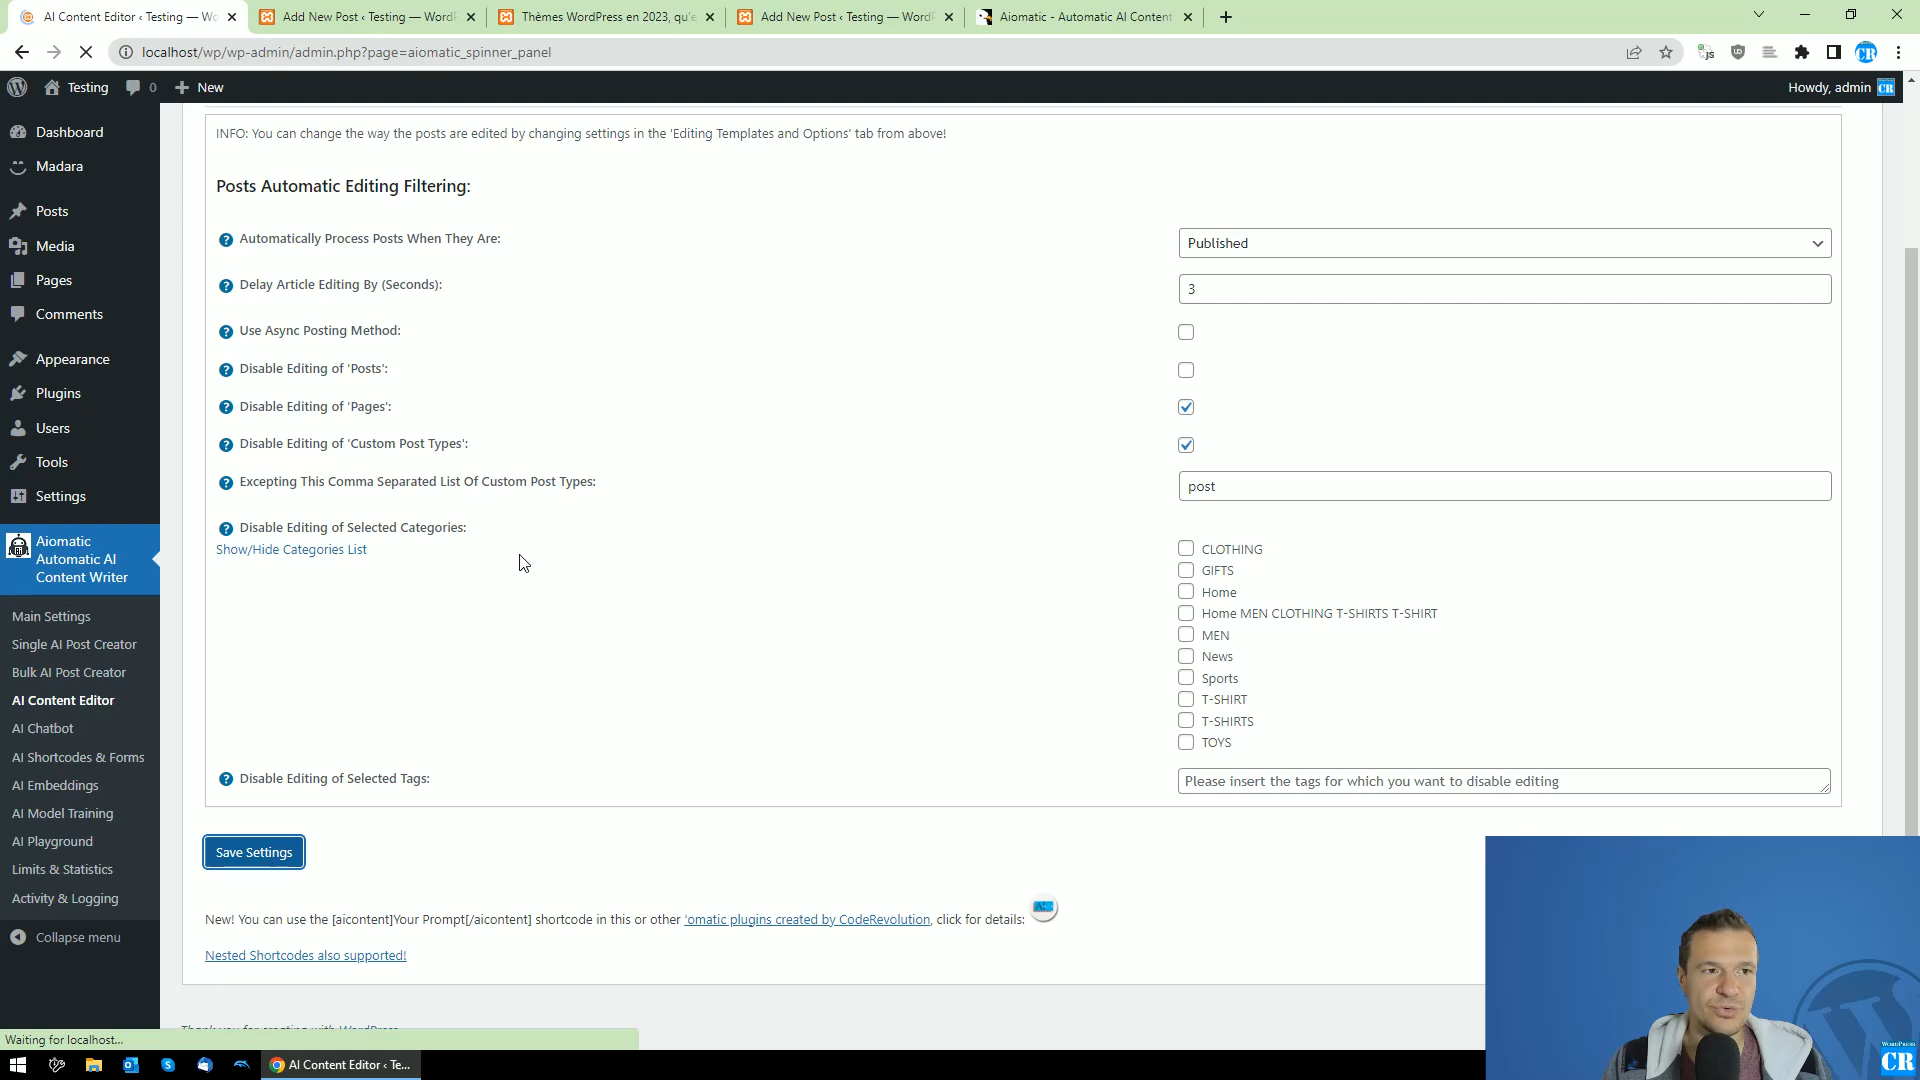 AI Content Editor ‹ Testing — Wo
Add New Post ‹ Testing — WordP
Thèmes WordPress en 2023, qu'e
Add New Post ‹ Testing — WordP
Aiomatic - Automatic AI Content
localhost/wp/wp-admin/admin.php?page=aiomatic_spinner_panel
Testing
0
New
Howdy, admin
Dashboard
Madara
Posts
Media
Pages
Comments
Appearance
Plugins
Users
Tools
Settings
Aiomatic
Automatic AI
Content Writer
Main Settings
Single AI Post Creator
Bulk AI Post Creator
AI Content Editor
AI Chatbot
AI Shortcodes & Forms
AI Embeddings
AI Model Training
AI Playground
Limits & Statistics
Activity & Logging
Collapse menu
INFO: You can change the way the posts are edited by changing settings in the 'Editing Templates and Options' tab from above!
Posts Automatic Editing Filtering:
Automatically Process Posts When They Are:
Published
Delay Article Editing By (Seconds):
3
Use Async Posting Method:
Disable Editing of 'Posts':
Disable Editing of 'Pages':
Disable Editing of 'Custom Post Types':
Excepting This Comma Separated List Of Custom Post Types:
post
Disable Editing of Selected Categories:
Show/Hide Categories List
CLOTHING
GIFTS
Home
Home MEN CLOTHING T-SHIRTS T-SHIRT
MEN
News
Sports
T-SHIRT
T-SHIRTS
TOYS
Disable Editing of Selected Tags:
Please insert the tags for which you want to disable editing
Save Settings
New! You can use the [aicontent]Your Prompt[/aicontent] shortcode in this or other 'omatic plugins created by CodeRevolution, click for details:
Nested Shortcodes also supported!
Thank you for creating with WordPress
Waiting for localhost...
AI Content Editor ‹ Te...
WORDPRESS
CR